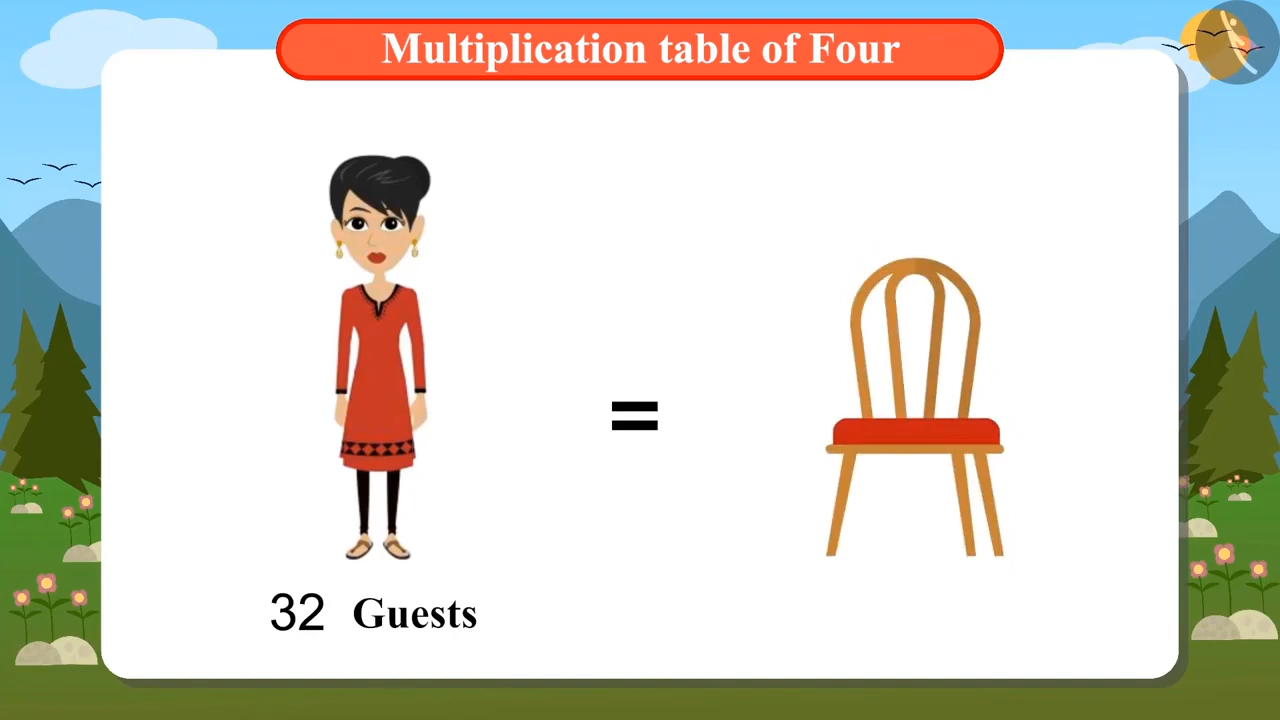 Multiplication table of Four
=
32 Guests